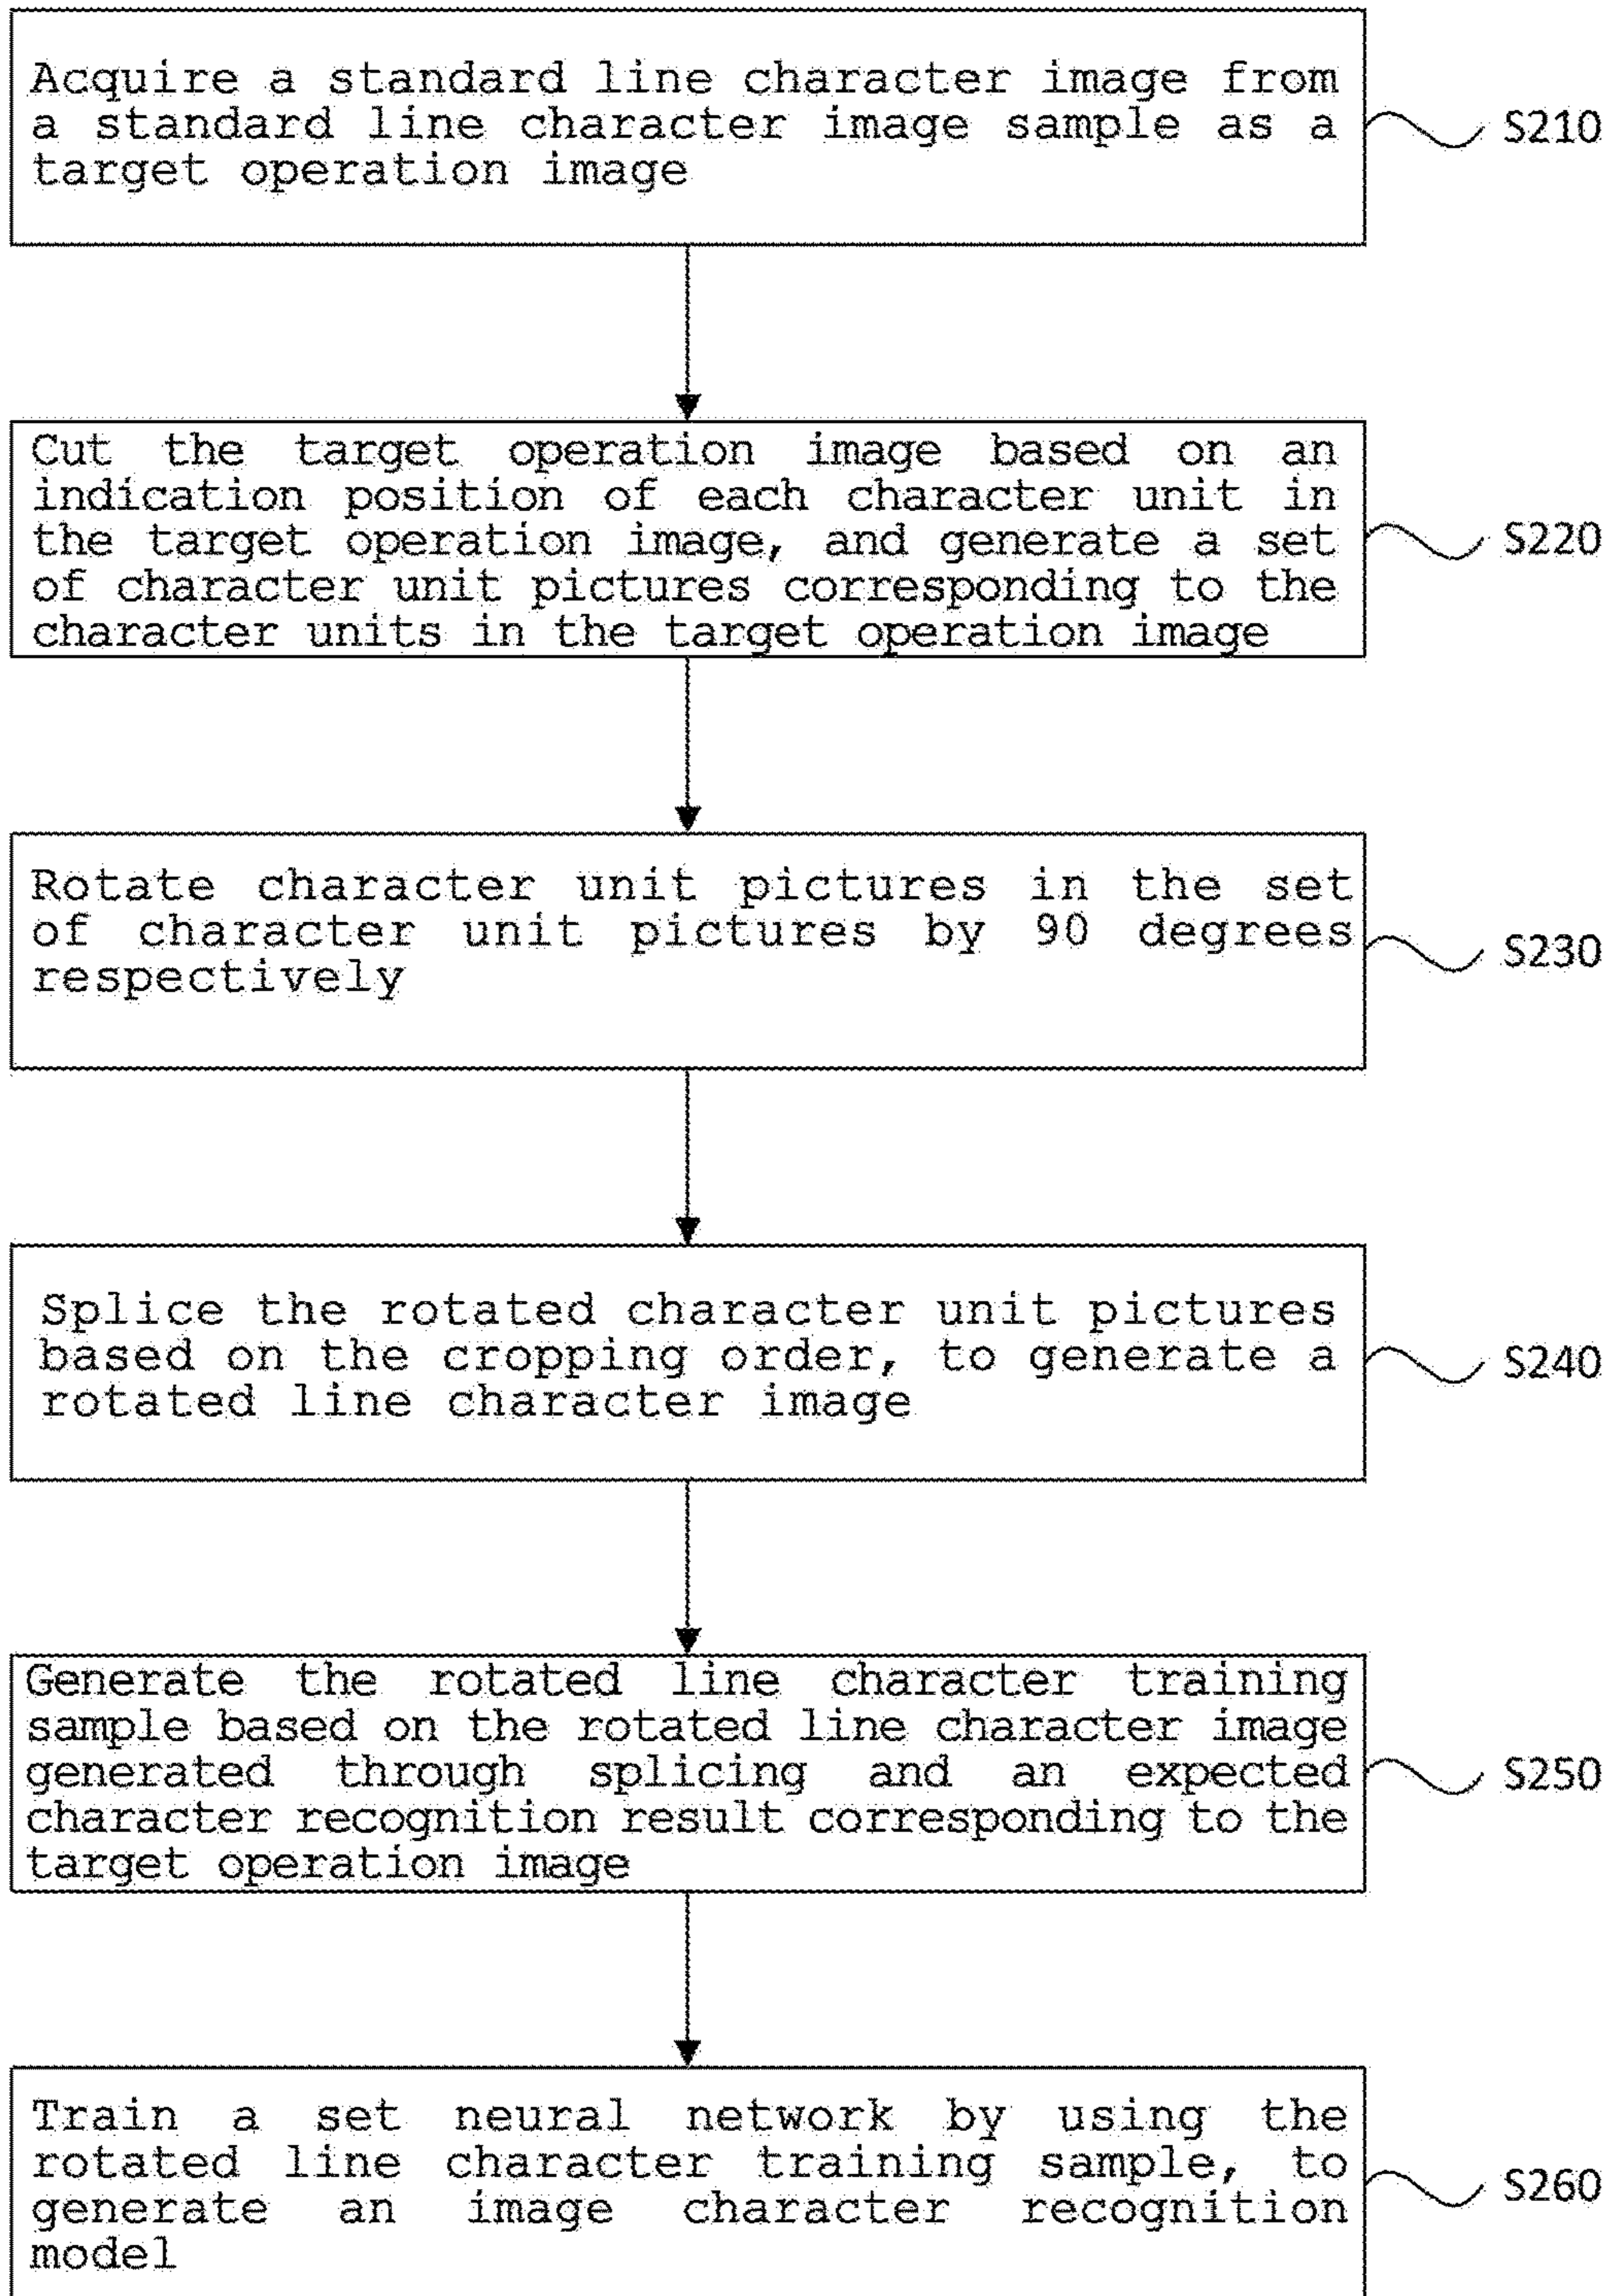 Acquire a standard line character image from
a standard line character image sample as a
target operation image
S210
Cut the target operation image based on an
indication position of each character unit in
the target operation image, and generate a set
of character unit pictures corresponding to the
character units in the target operation image
S220
Rotate character unit pictures in the set
of character unit pictures by 90 degrees
respectively
S230
Splice the rotated character unit pictures
based on the cropping order, to generate a
rotated line character image
S240
Generate the rotated line character training
sample based on the rotated line character image
generated through splicing and an expected
character recognition result corresponding to the
target operation image
S250
Train a set neural network by using the
rotated line character training sample, to
generate an image character recognition
model
S260